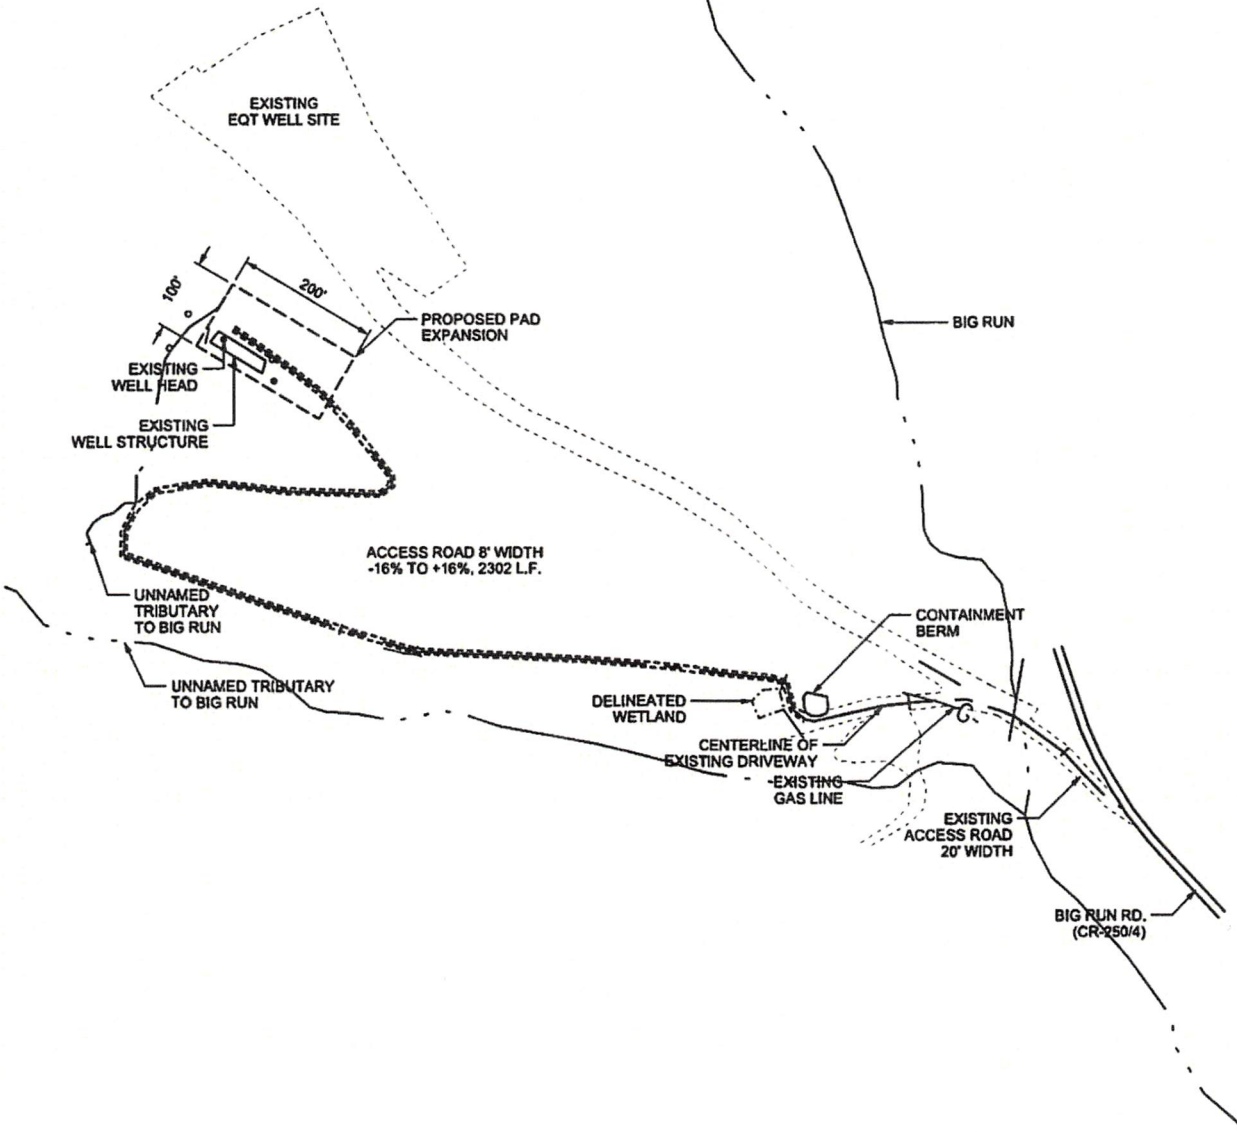 EXISTING
EQT WELL SITE
100'
200'
PROPOSED PAD
EXPANSION
BIG RUN
EXISTING
WELL HEAD
EXISTING
WELL STRUCTURE
ACCESS ROAD 8' WIDTH
-16% TO +16%, 2302 L.F.
UNNAMED
TRIBUTARY
TO BIG RUN
CONTAINMENT
BERM
UNNAMED TRIBUTARY
TO BIG RUN
DELINEATED
WETLAND
CENTERLINE OF
EXISTING DRIVEWAY
EXISTING
GAS LINE
EXISTING
ACCESS ROAD
20' WIDTH
BIG RUN RD.
(CR-250/4)